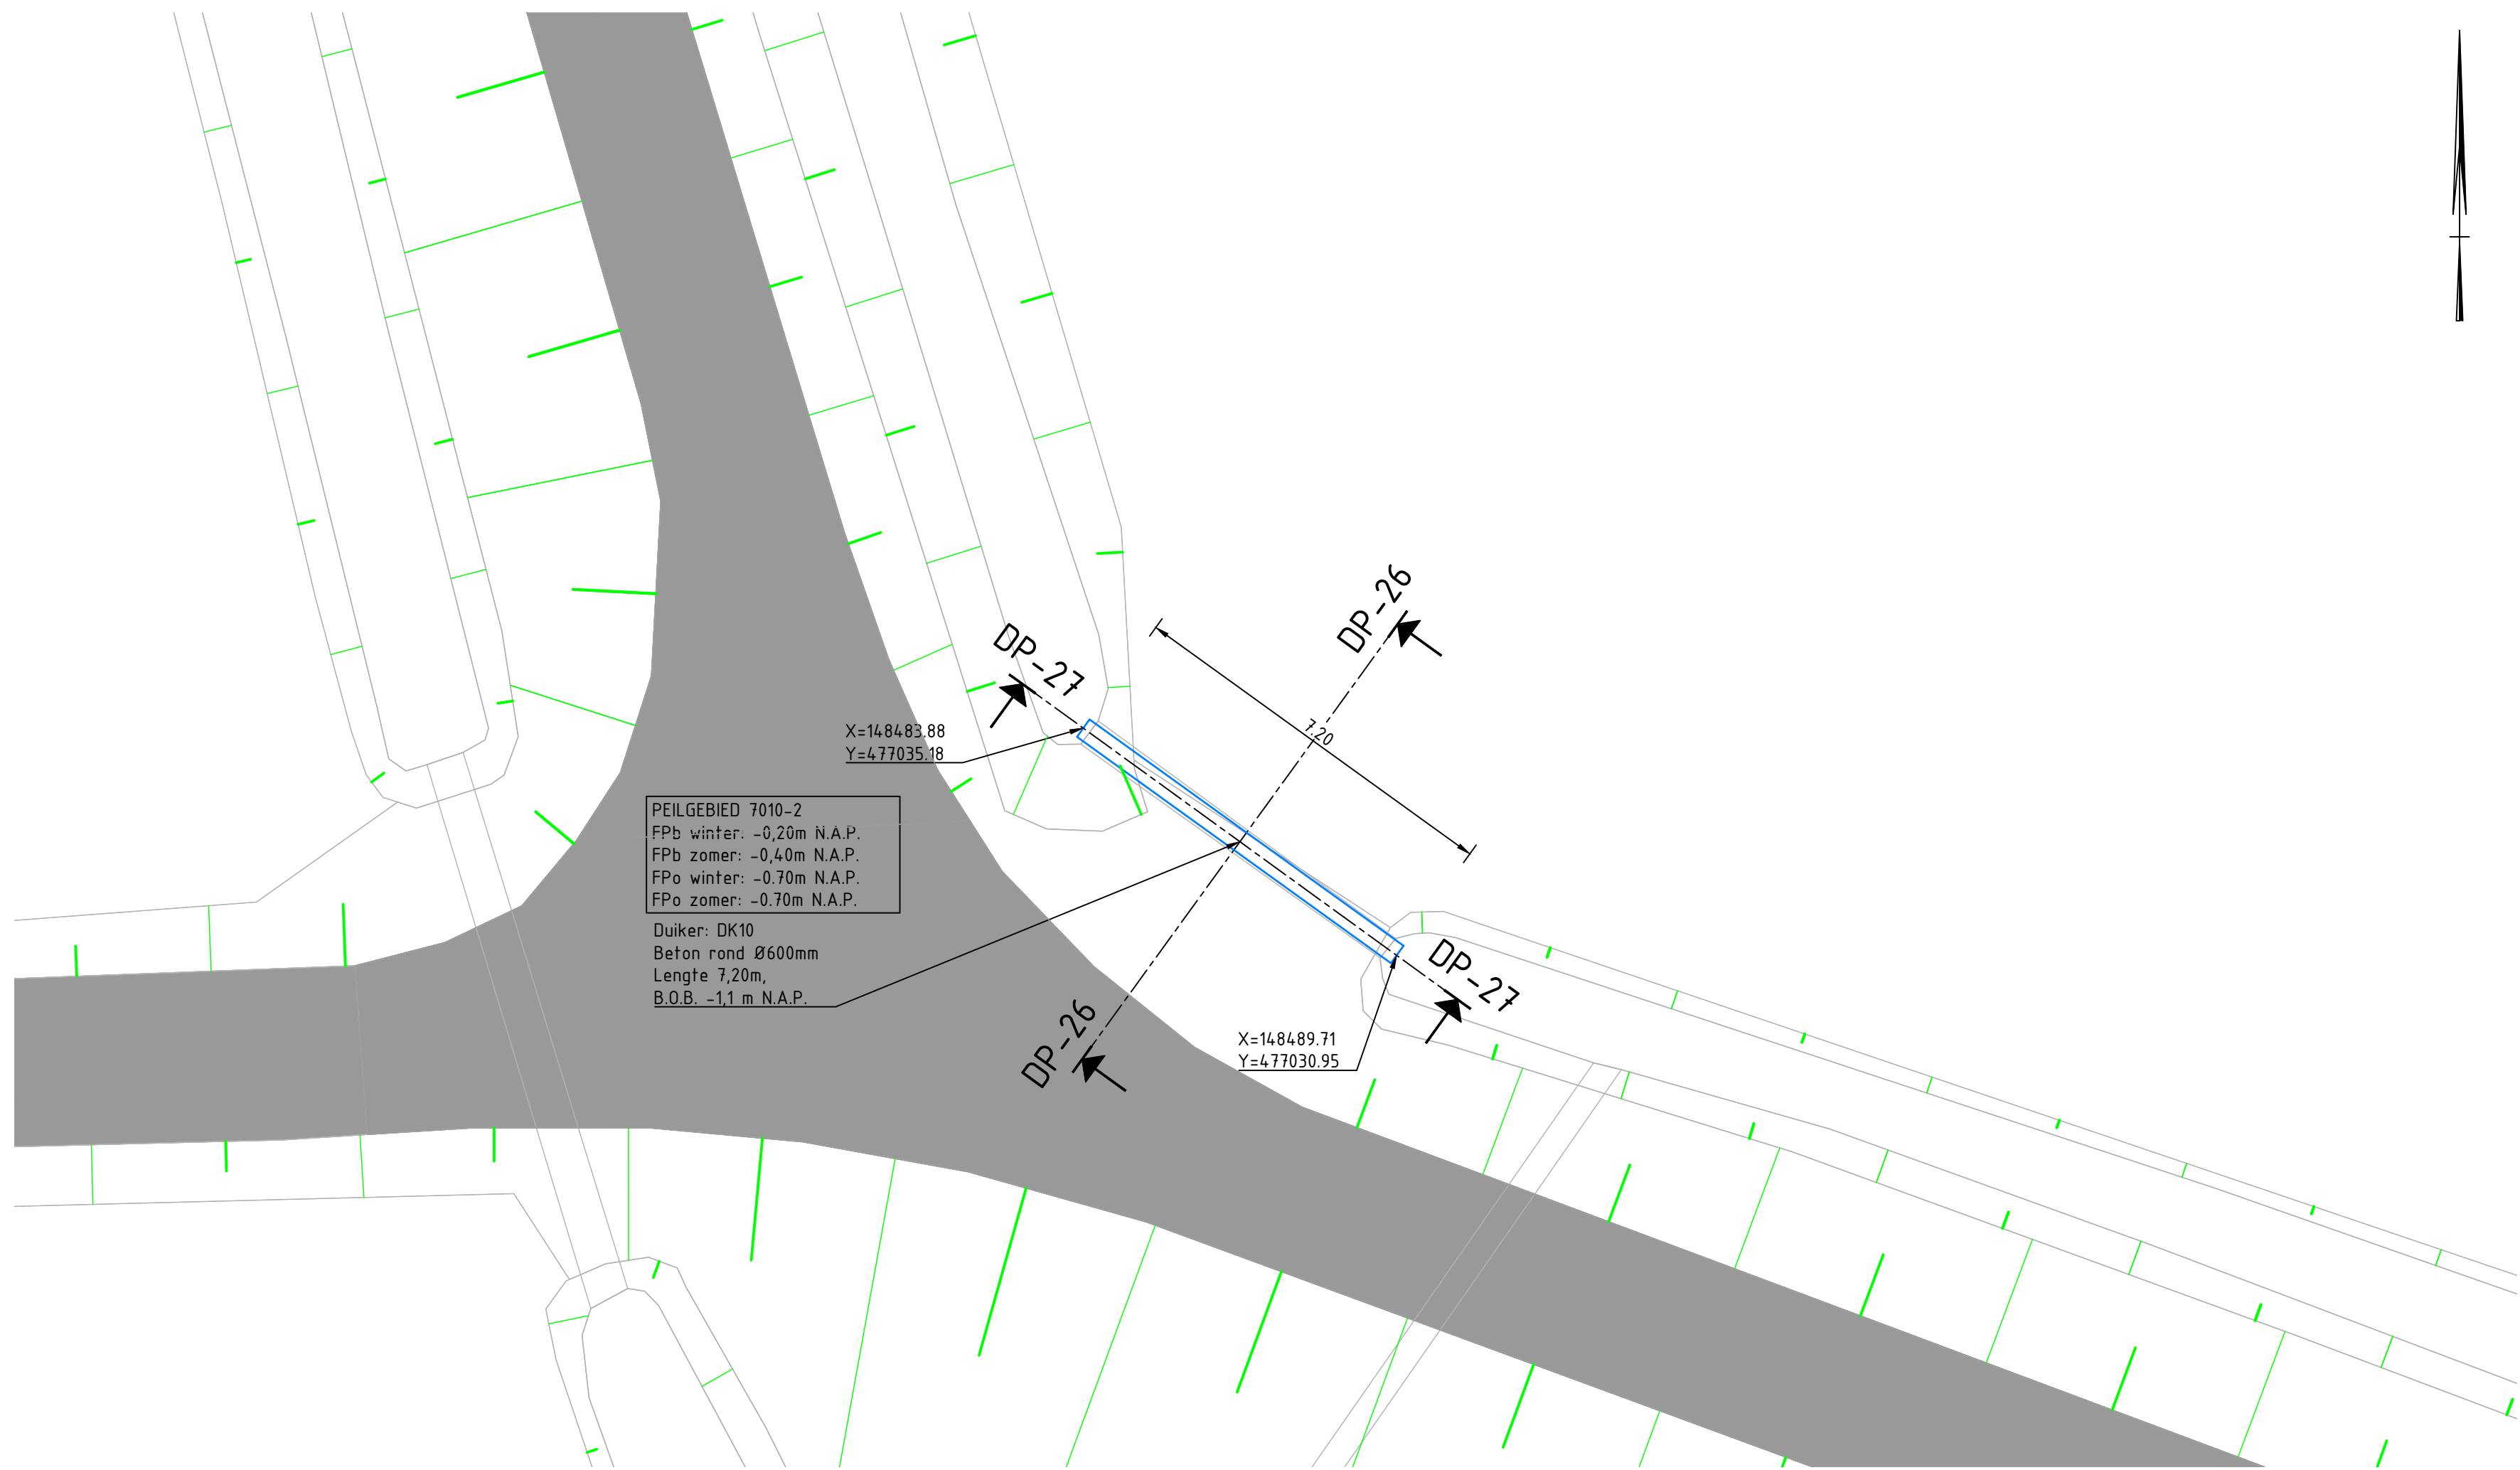 DP-26
DP-27
7.20
X=148483.88
Y=477035.18
PEILGEBIED 7010-2
FPb winter: -0,20m N.A.P.
FPb zomer: -0,40m N.A.P.
FPo winter: -0.70m N.A.P.
FPo zomer: -0.70m N.A.P.
Duiker: DK10
Beton rond Ø600mm
Lengte 7,20m,
B.O.B. -1,1 m N.A.P.
DP-27
DP-26
X=148489.71
Y=477030.95